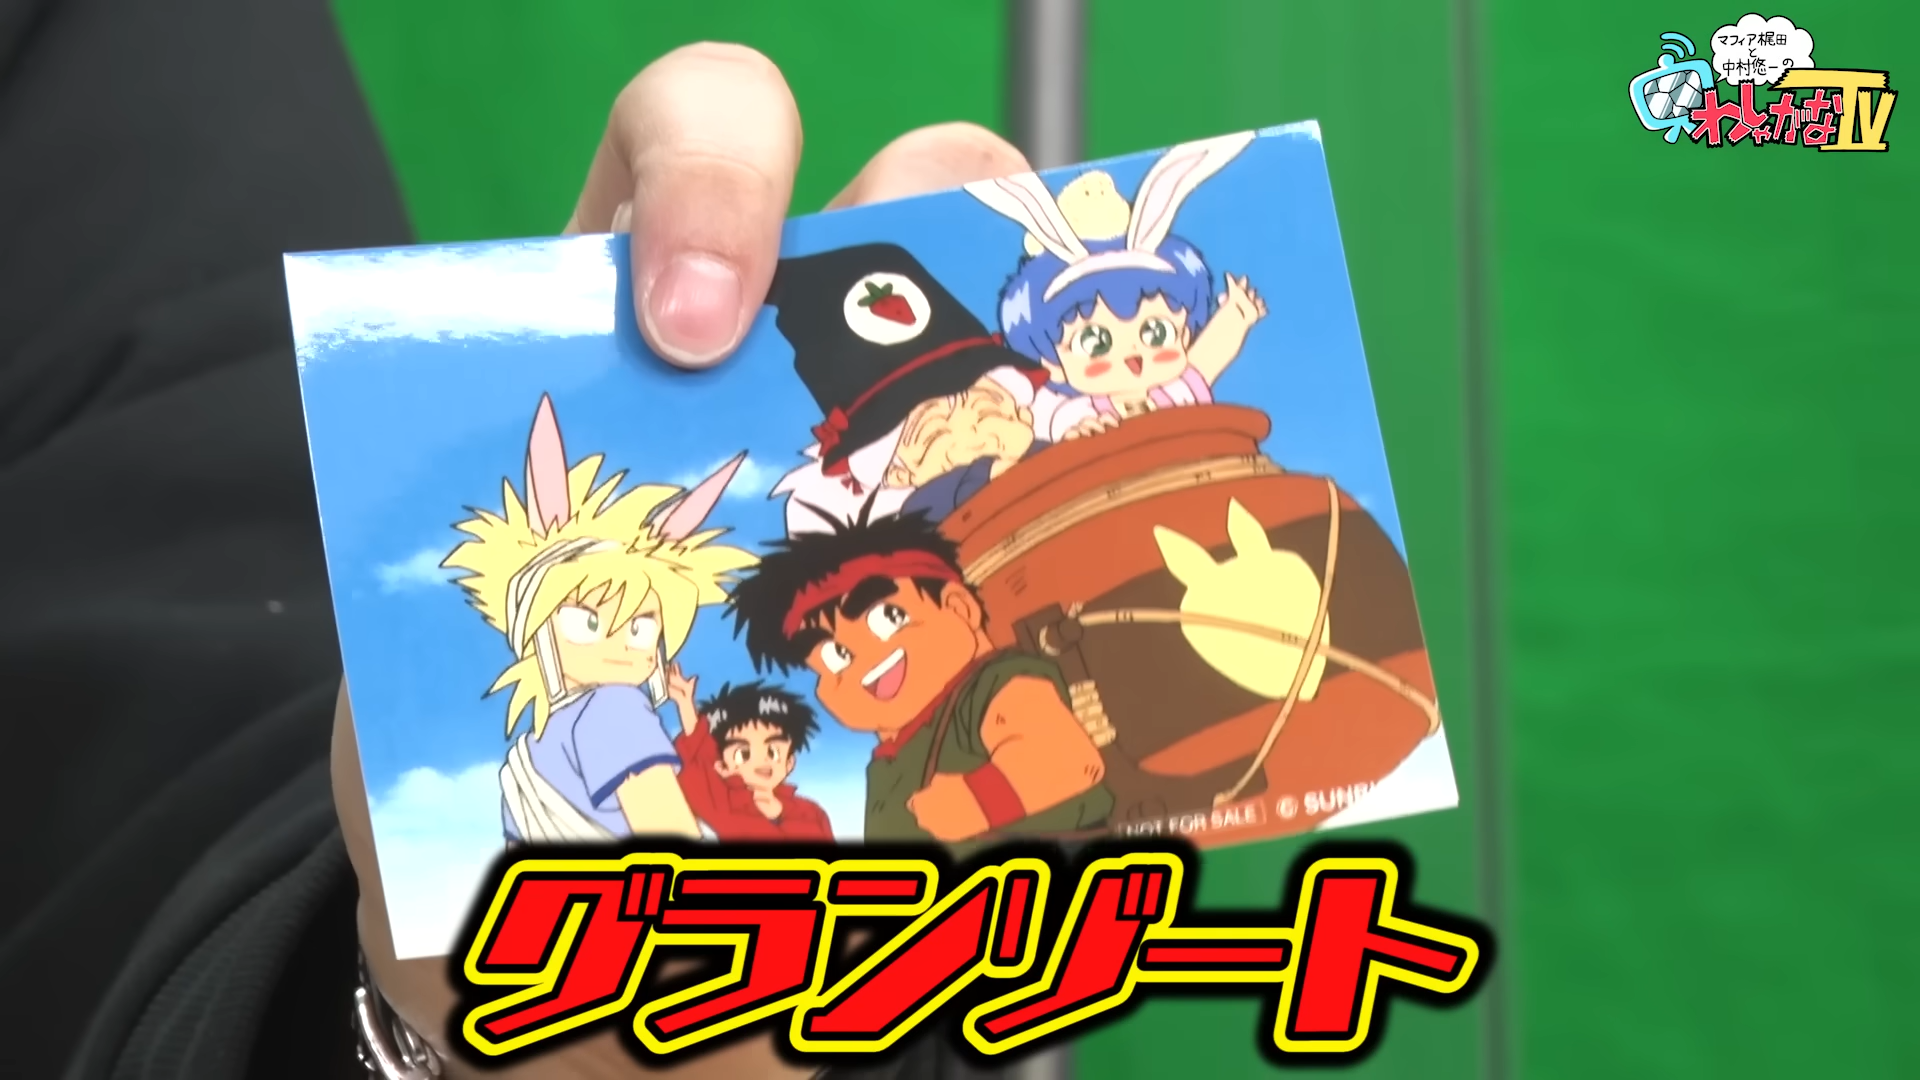 マフィア梶田
と
中村悠一の
わしゃがなTV
[NOT FOR SALE] © SUNRI
グランゾート